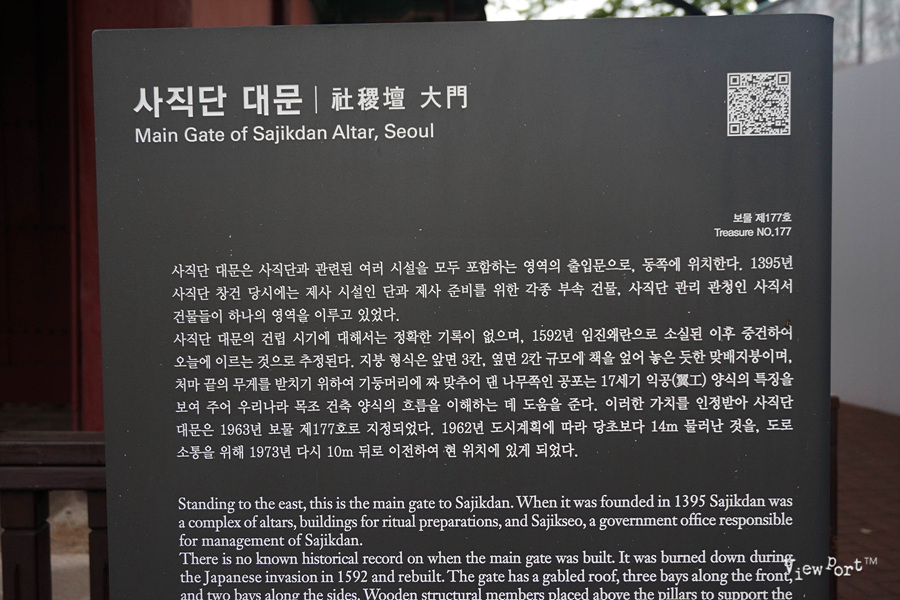 사직단 대문 | 社稷壇 大門
Main Gate of Sajikdan Altar, Seoul
보물 제177호
Treasure NO.177
사직단 대문은 사직단과 관련된 여러 시설을 모두 포함하는 영역의 출입문으로, 동쪽에 위치한다. 1395년
사직단 창건 당시에는 제사 시설인 단과 제사 준비를 위한 각종 부속 건물, 사직단 관리 관청인 사직서
건물들이 하나의 영역을 이루고 있었다.
사직단 대문의 건립 시기에 대해서는 정확한 기록이 없으며, 1592년 임진왜란으로 소실된 이후 중건하여
오늘에 이르는 것으로 추정된다. 지붕 형식은 앞면 3칸, 옆면 2칸 규모에 책을 엎어 놓은 듯한 맞배지붕이며,
처마 끝의 무게를 받치기 위하여 기둥머리에 짜 맞추어 댄 나무쪽인 공포는 17세기 익공(翼工) 양식의 특징을
보여 주어 우리나라 목조 건축 양식의 흐름을 이해하는 데 도움을 준다. 이러한 가치를 인정받아 사직단
대문은 1963년 보물 제177호로 지정되었다. 1962년 도시계획에 따라 당초보다 14m 물러난 것을, 도로
소통을 위해 1973년 다시 10m 뒤로 이전하여 현 위치에 있게 되었다.
Standing to the east, this is the main gate to Sajikdan. When it was founded in 1395 Sajikdan was
a complex of altars, buildings for ritual preparations, and Sajikseo, a government office responsible
for management of Sajikdan.
There is no known historical record on when the main gate was built. It was burned down during
the Japanese invasion in 1592 and rebuilt. The gate has a gabled roof, three bays along the front,
and two bays along the sides. Wooden structural members placed above the pillars to support the
viewport™